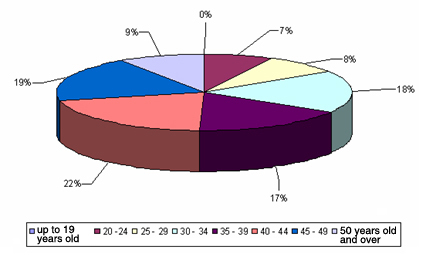 0%
7%
9%
8%
19%
18%
22%
17%
up to 19
years old
20 - 24
25 - 29
30 - 34
35 - 39
40 - 44
45 - 49
50 years old
and over